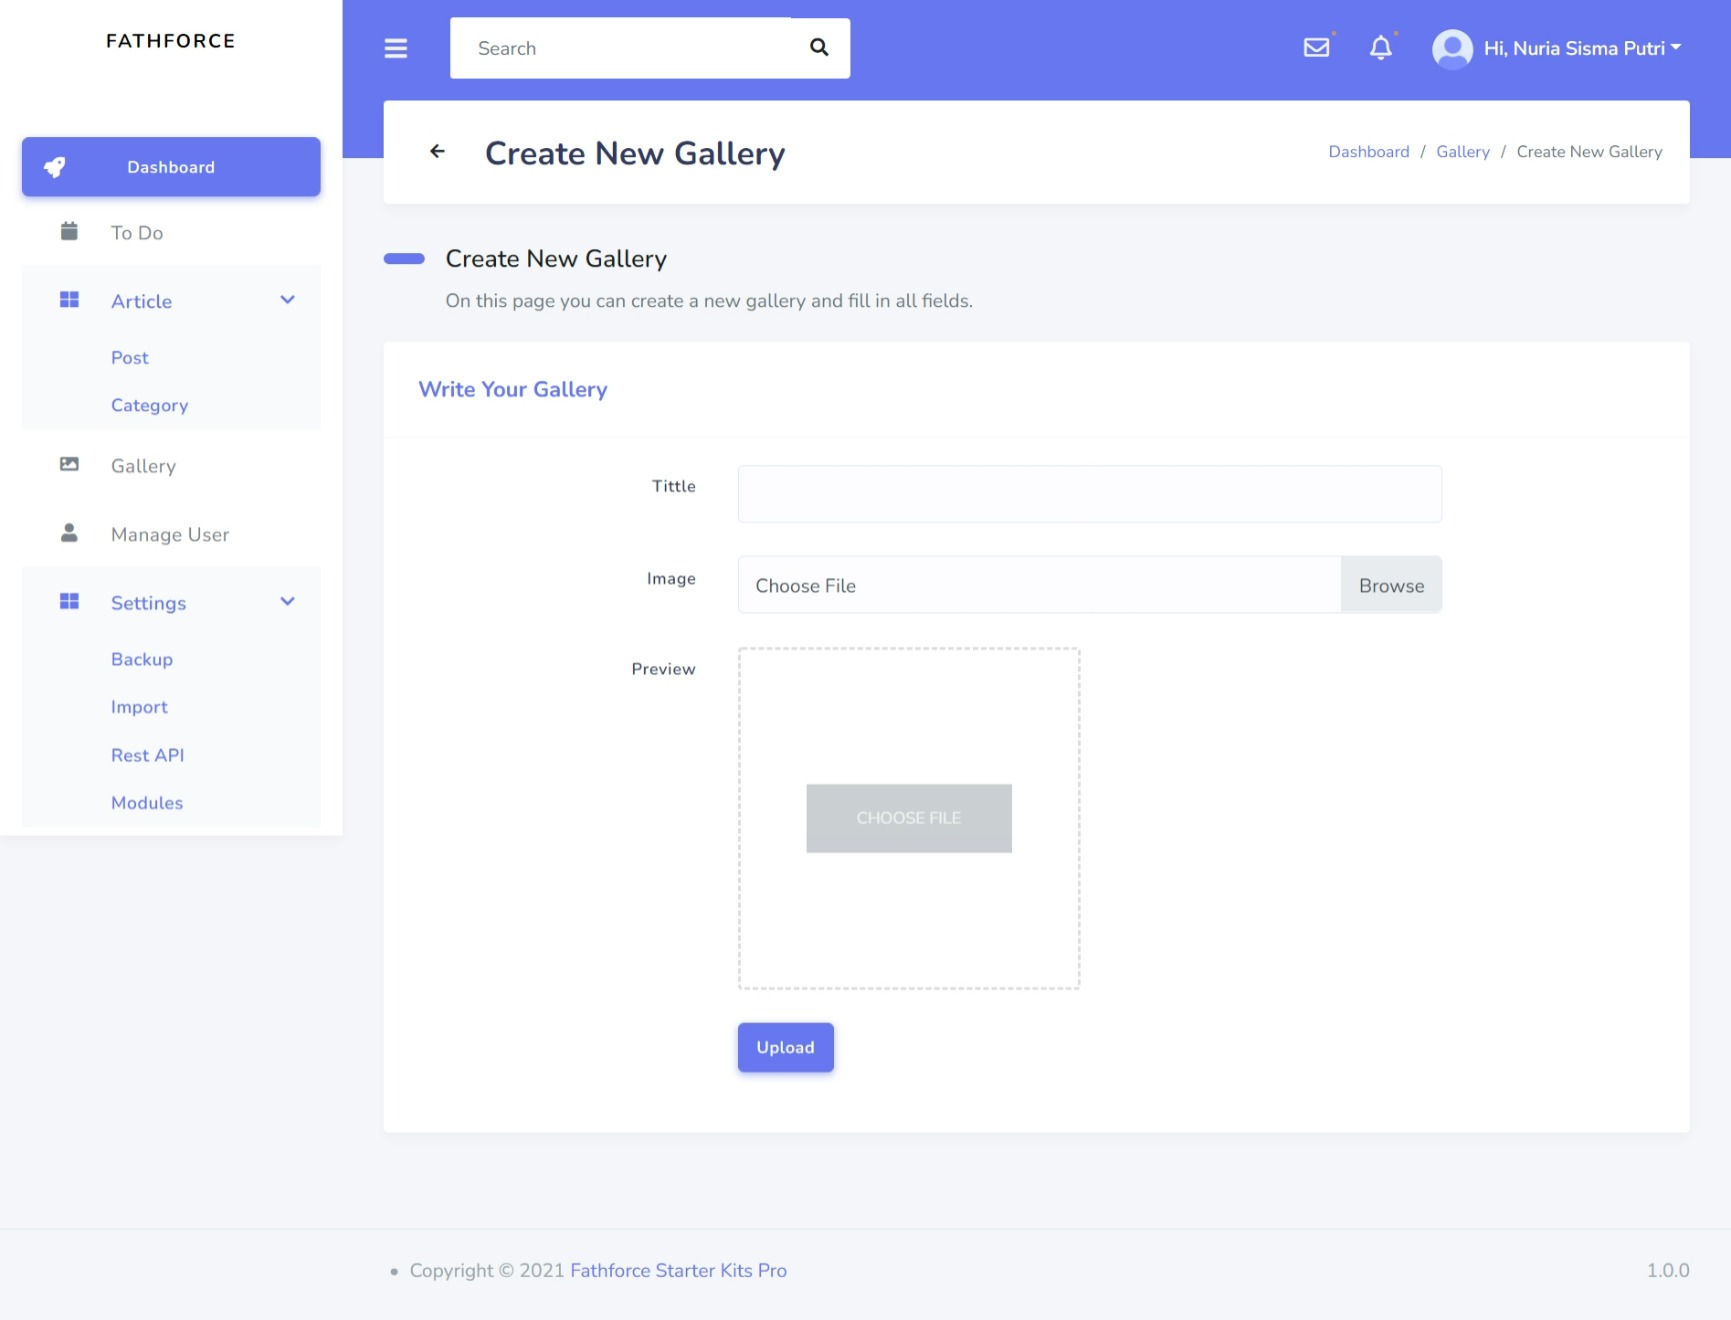 FATHFORCE
Search
Hi, Nuria Sisma Putri
Dashboard
To Do
Article
Post
Category
Gallery
Manage User
Settings
Backup
Import
Rest API
Modules
Create New Gallery
Dashboard / Gallery / Create New Gallery
Create New Gallery
On this page you can create a new gallery and fill in all fields.
Write Your Gallery
Tittle
Image
Choose File
Browse
Preview
CHOOSE FILE
Upload
• Copyright © 2021 Fathforce Starter Kits Pro
1.0.0